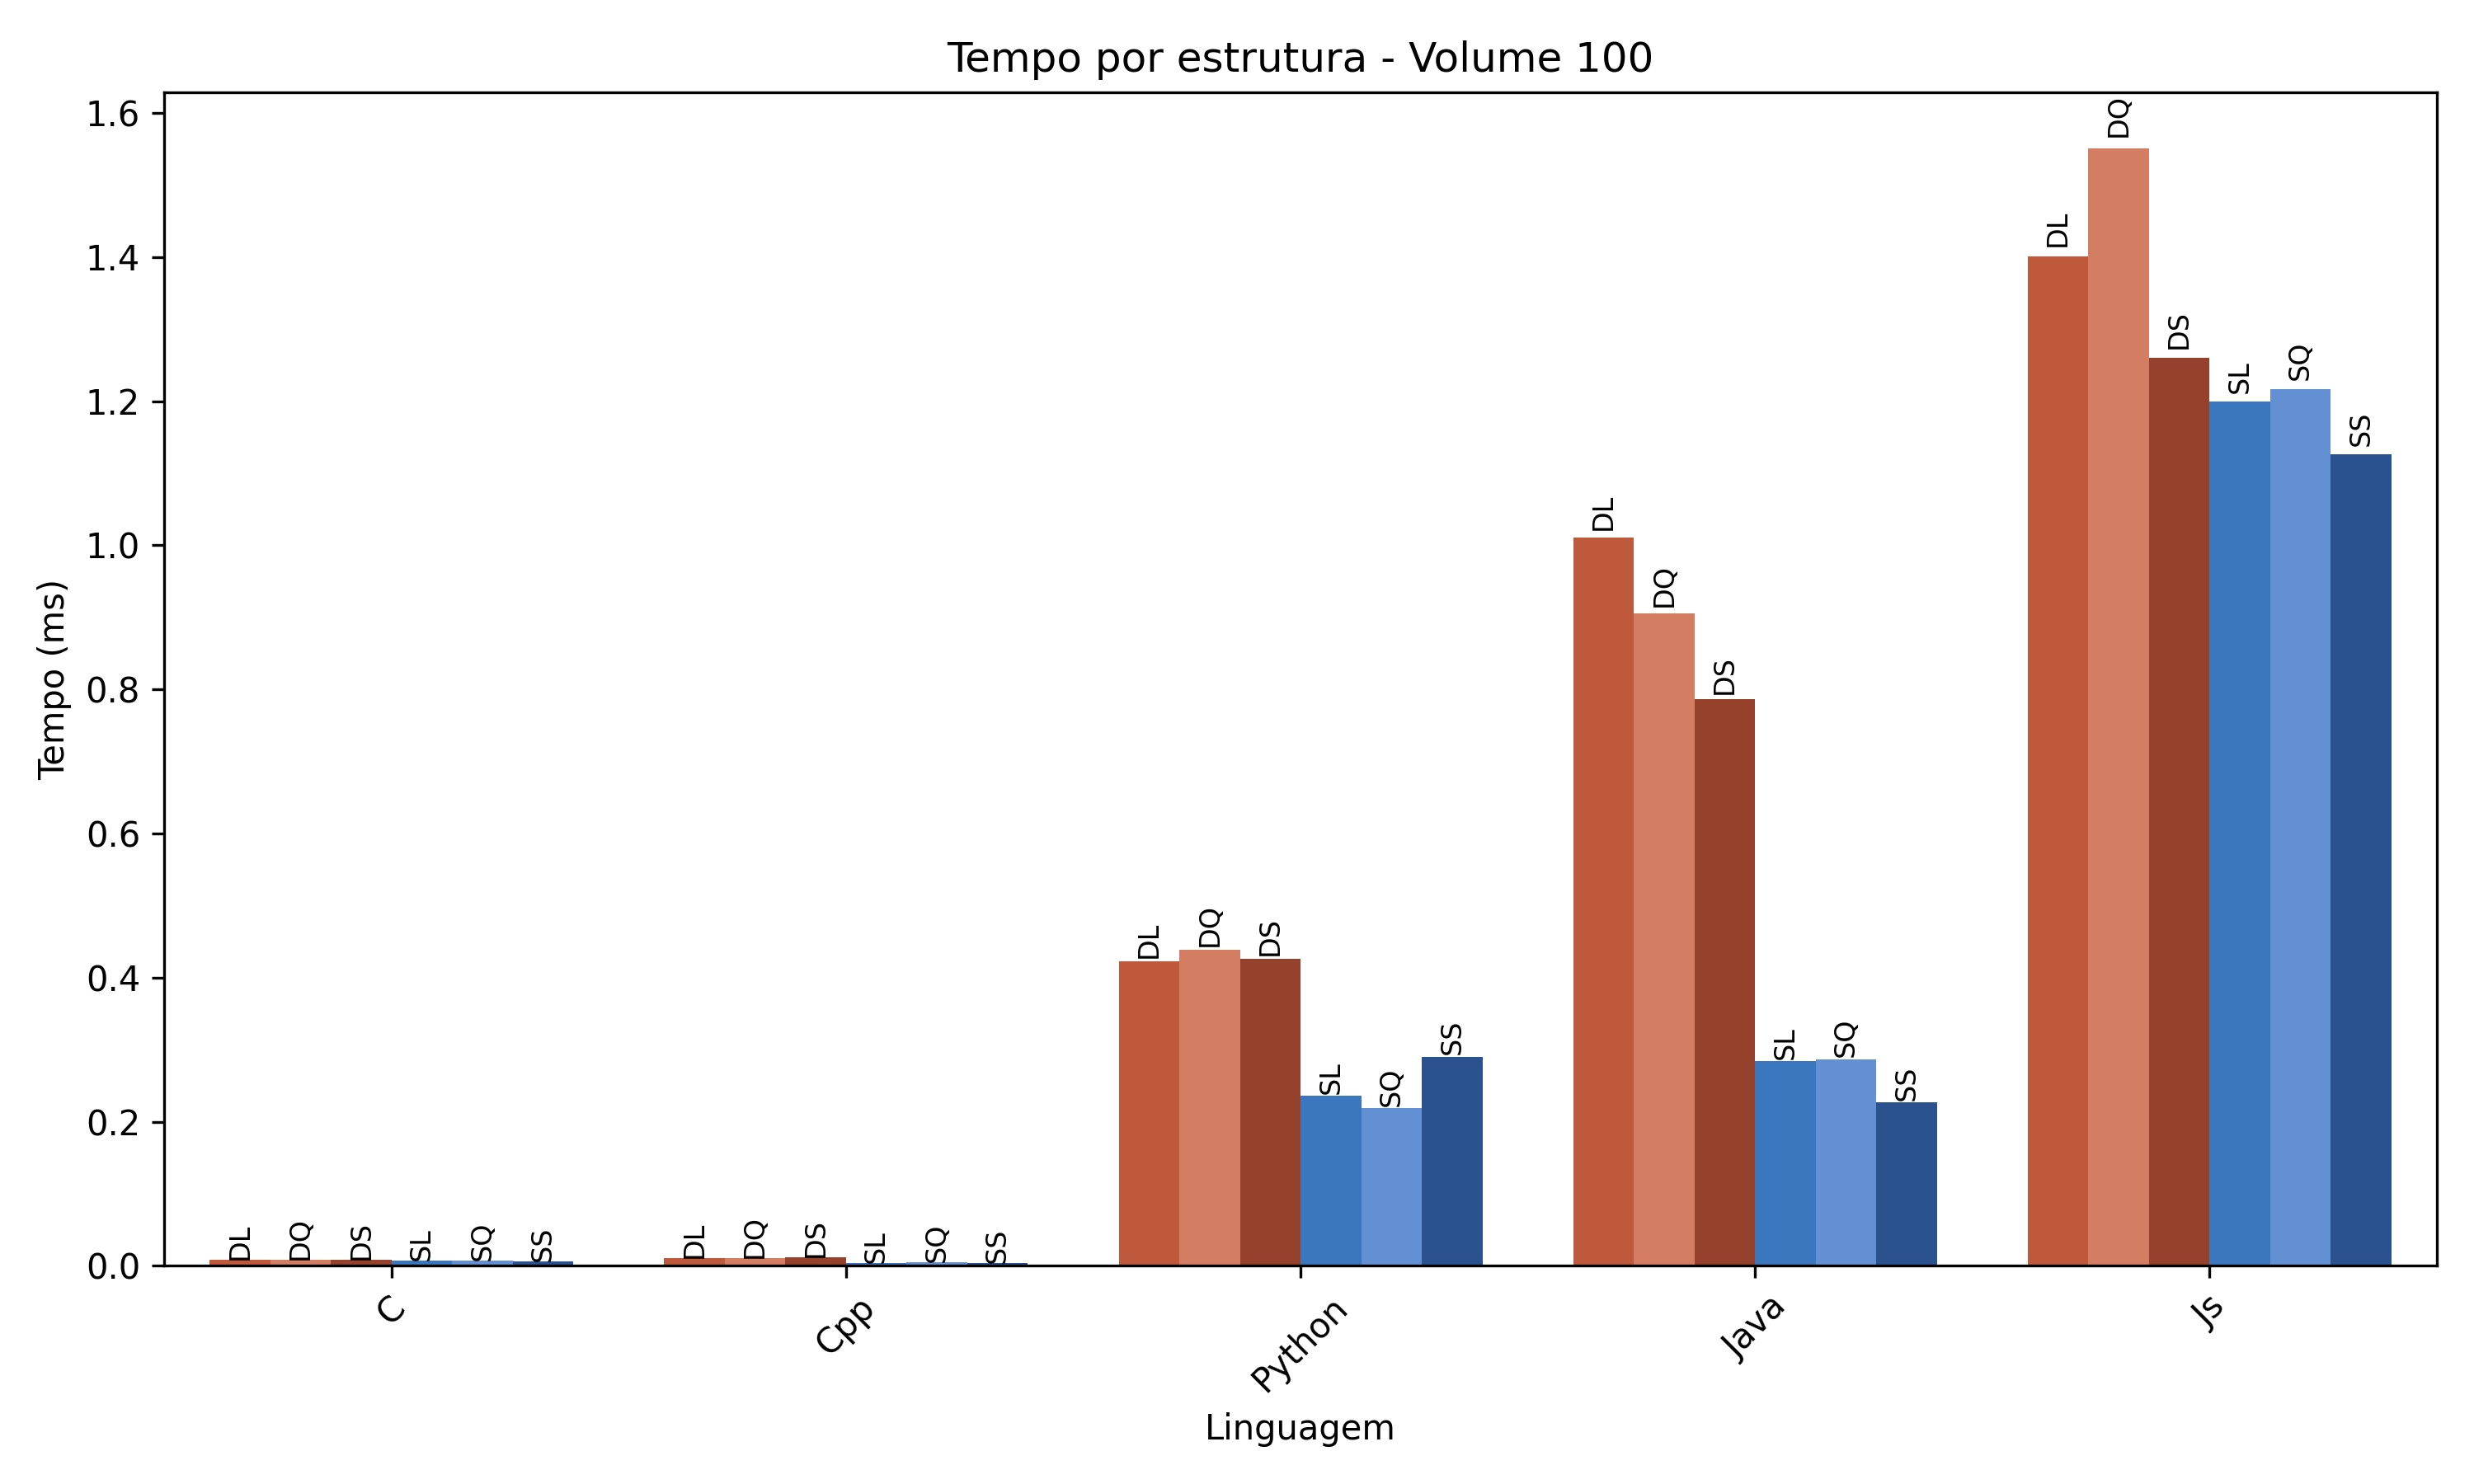 Tempo por estrutura - Volume 100
Tempo (ms)
1.6
1.4
1.2
1.0
0.8
0.6
0.4
0.2
0.0
DL DQ DS SL SQ SS
DL DQ DS SL SQ SS
DL DQ DS SL SQ SS
DL DQ DS SL SQ SS
DL DQ DS SL SQ SS
C Cpp Python Java Js
Linguagem